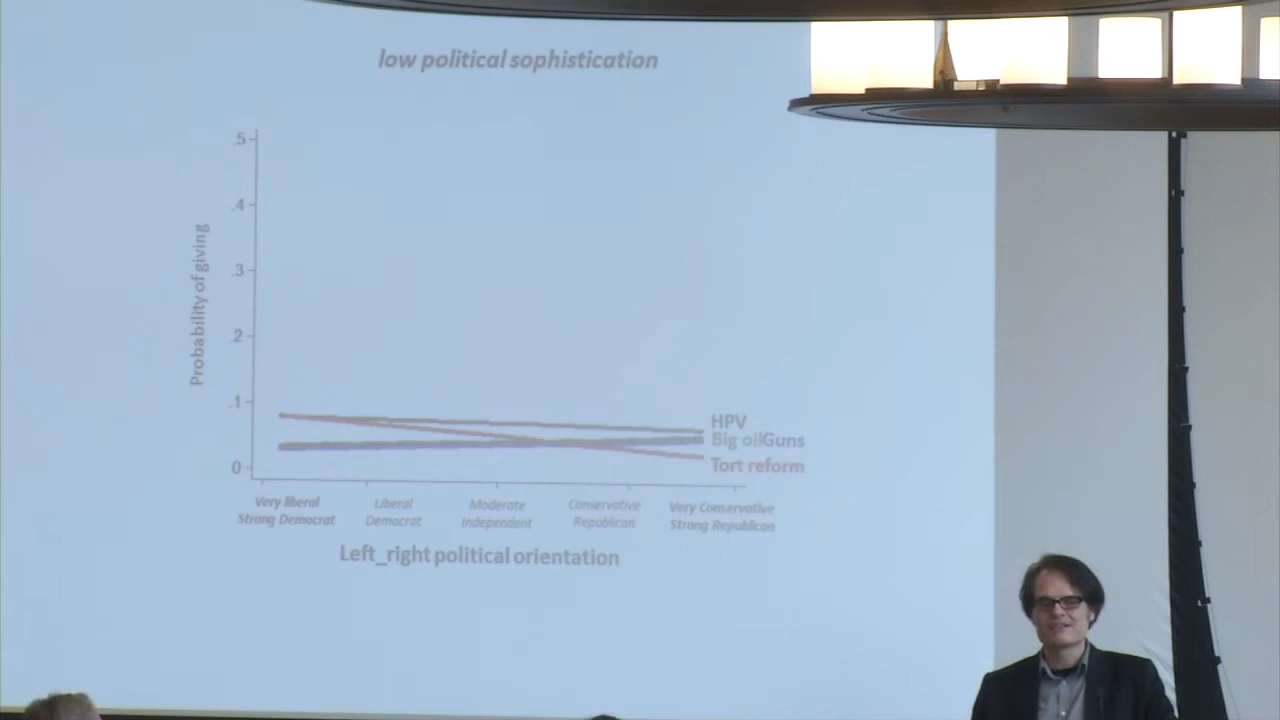 low political sophistication
.5
.4
.3
.2
.1
0
Probability of giving
HPV
Big oilGuns
Tort reform
Very liberal
Strong Democrat
Liberal
Democrat
Moderate
Independent
Conservative
Republican
Very Conservative
Strong Republican
Left_right political orientation